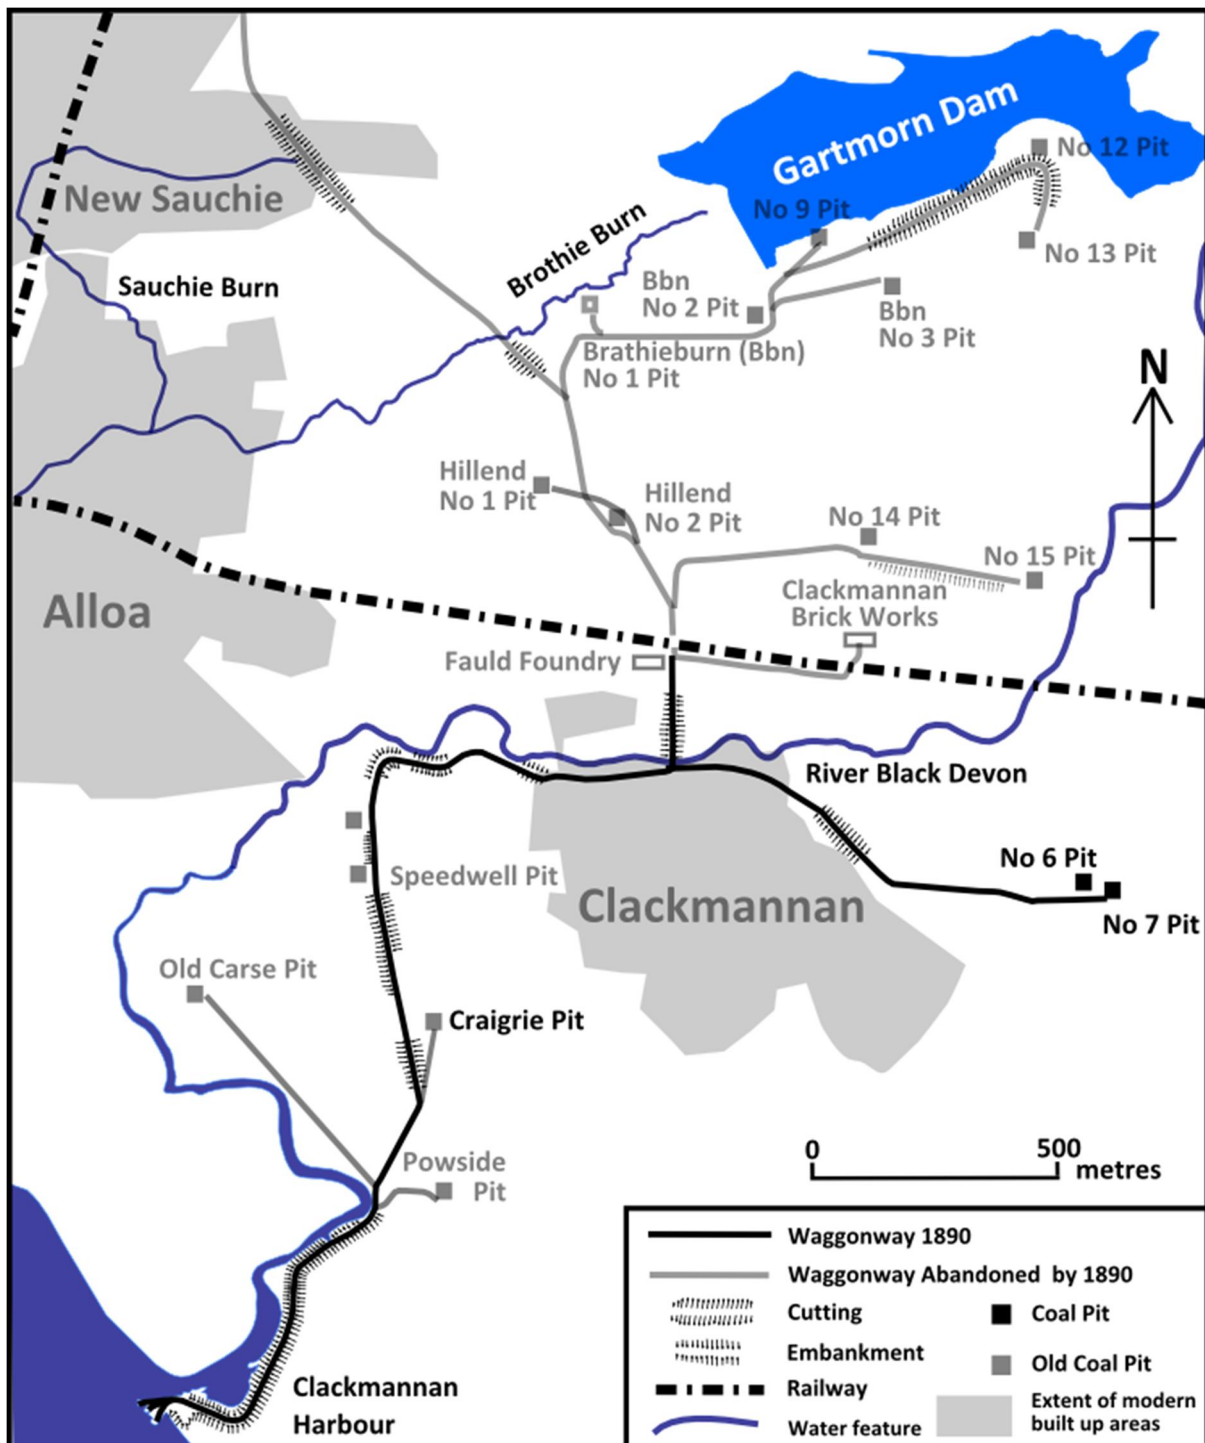 Gartmorn Dam
No 12 Pit
New Sauchie
No 9 Pit
Brothie Burn
No 13 Pit
Sauchie Burn
Bbn
No 2 Pit
Bbn
No 3 Pit
Brathieburn (Bbn)
No 1 Pit
N
Hillend
No 1 Pit
Hillend
No 2 Pit
No 14 Pit
No 15 Pit
Clackmannan
Brick Works
Alloa
Fauld Foundry
River Black Devon
No 6 Pit
Speedwell Pit
Clackmannan
No 7 Pit
Old Carse Pit
Craigrie Pit
0 500
metres
Powside
Pit
Waggonway 1890
Waggonway Abandoned by 1890
Cutting
Coal Pit
Embankment
Old Coal Pit
Railway
Extent of modern
built up areas
Water feature
Clackmannan
Harbour